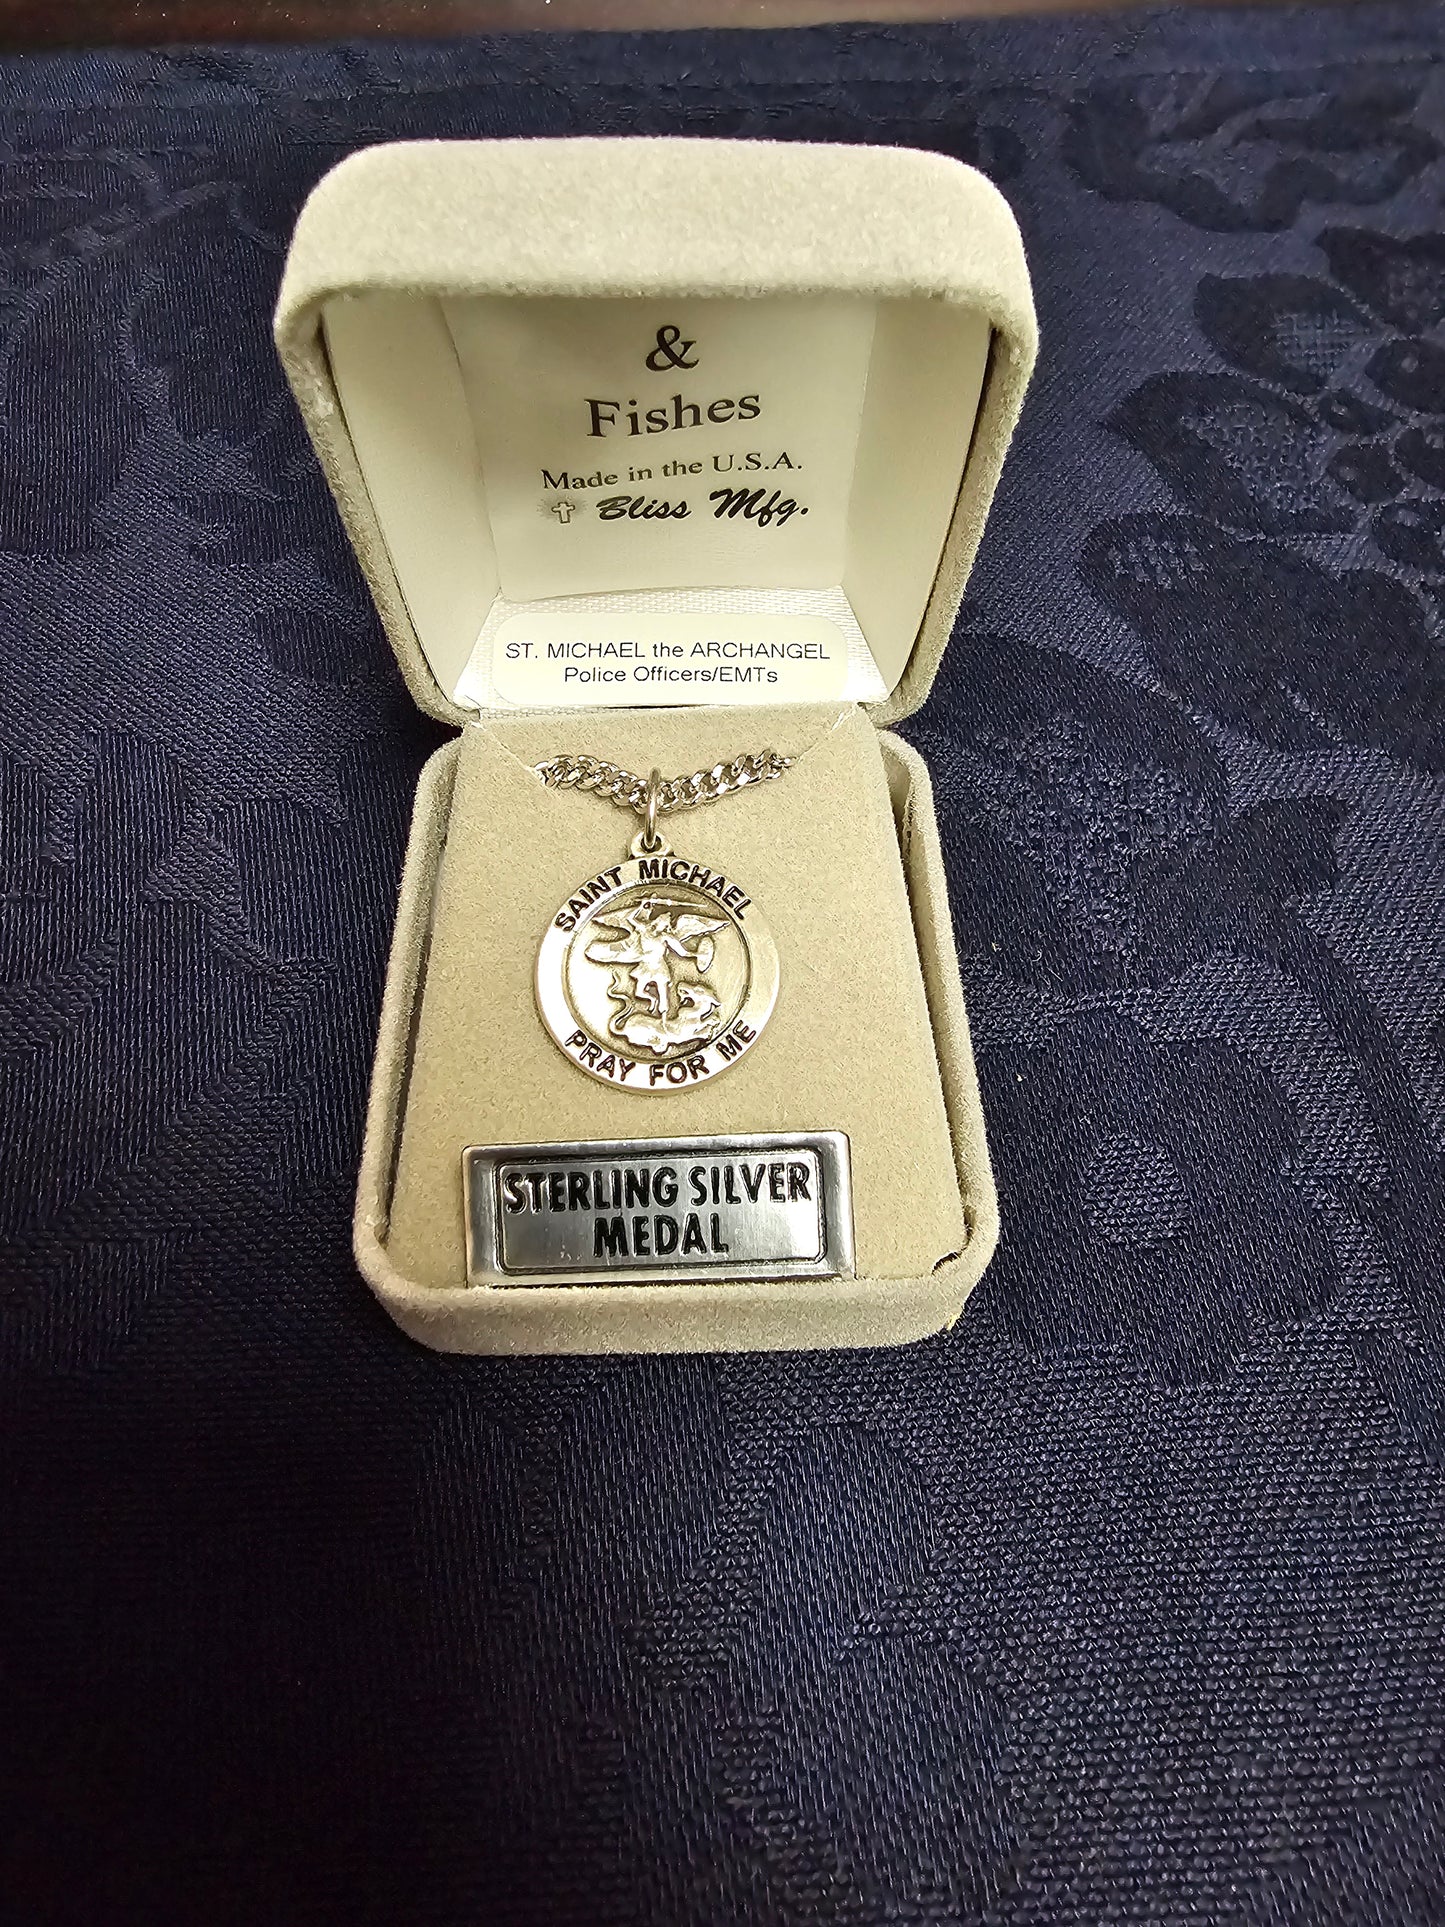 &
Fishes
Made in the U.S.A.
Bliss Mfg.
ST. MICHAEL the ARCHANGEL
Police Officers/EMTs
SAINT MICHAEL
PRAY FOR ME
STERLING SILVER
MEDAL